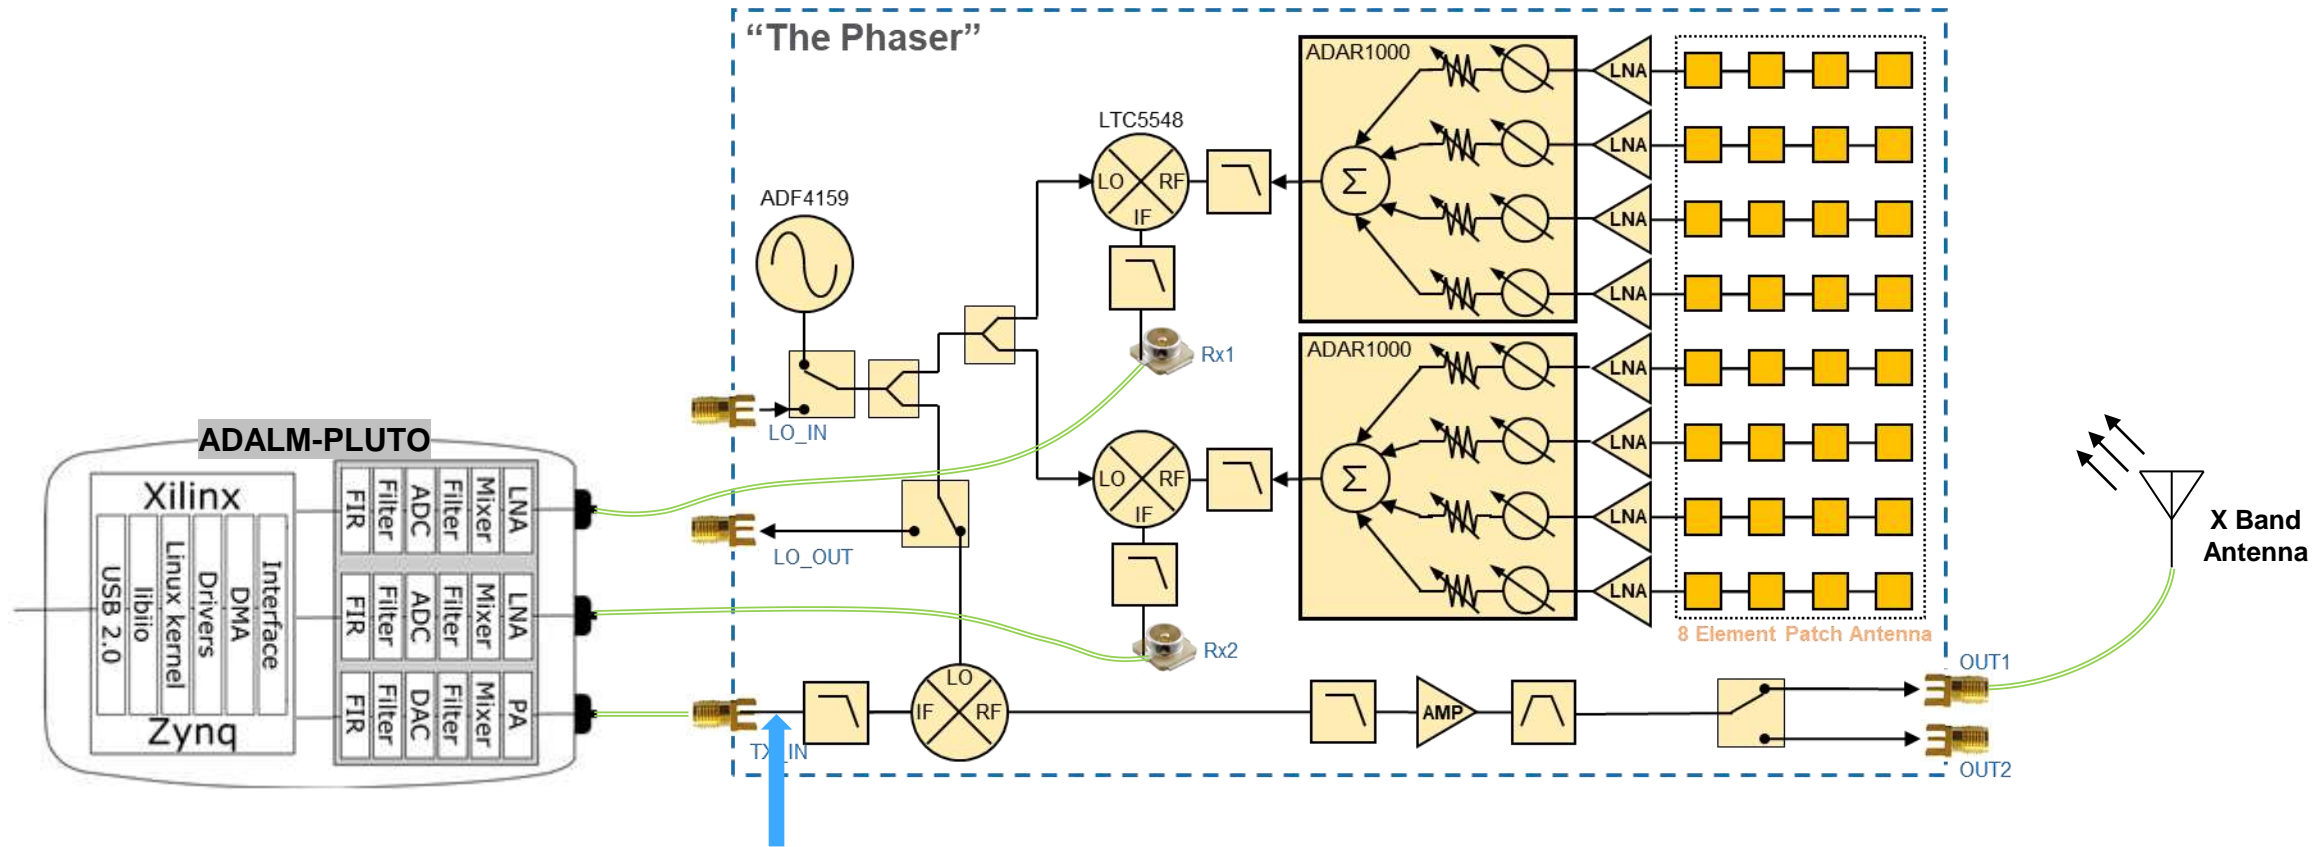 “The Phaser”
ADAR1000
LNA
LNA
LNA
LNA
LTC5548
LO
RF
IF
ADF4159
Rx1
LO_IN
ADAR1000
LNA
LNA
LNA
LNA
LO
RF
IF
LO_OUT
Rx2
8 Element Patch Antenna
X Band
Antenna
ADALM-PLUTO
Xilinx
USB 2.0
libiio
Linux kernel
Drivers
DMA
Interface
Zynq
FIR
Filter
ADC
Filter
Mixer
LNA
FIR
Filter
ADC
Filter
Mixer
LNA
FIR
Filter
DAC
Filter
Mixer
PA
TX_IN
LO
IF
RF
AMP
OUT1
OUT2